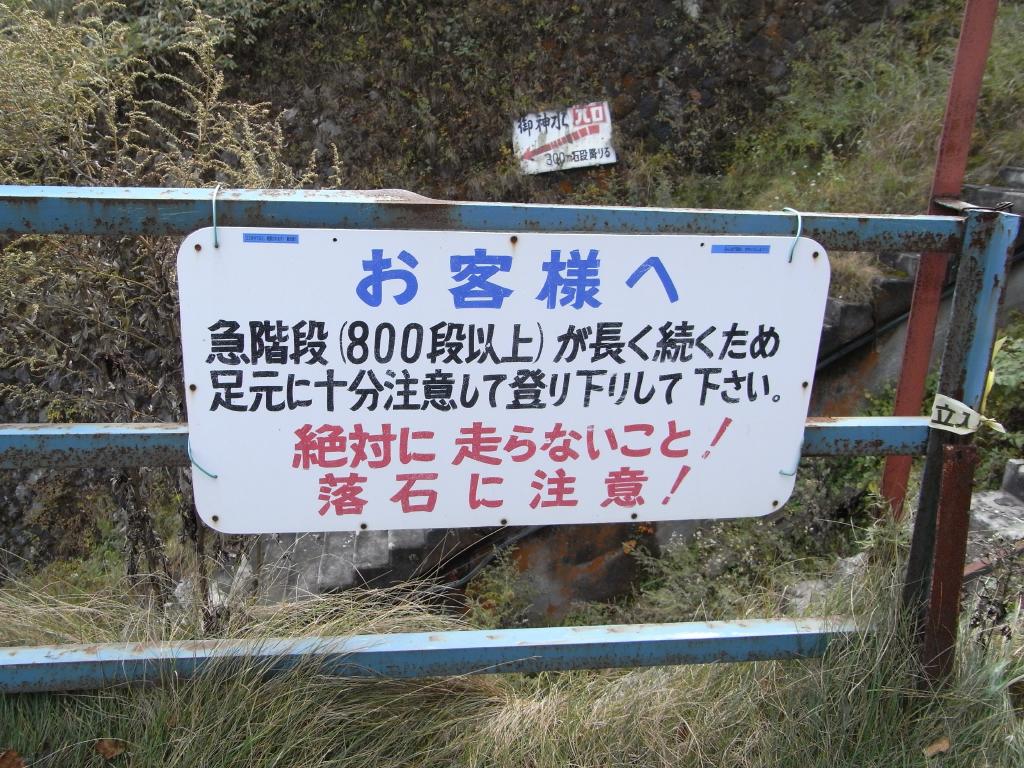 御神水 入口
300m石段降りる
お客様へ
急階段(800段以上)が長く続くため
足元に十分注意して登り下りして下さい。
絶対に走らないこと!
落石に注意!
立入